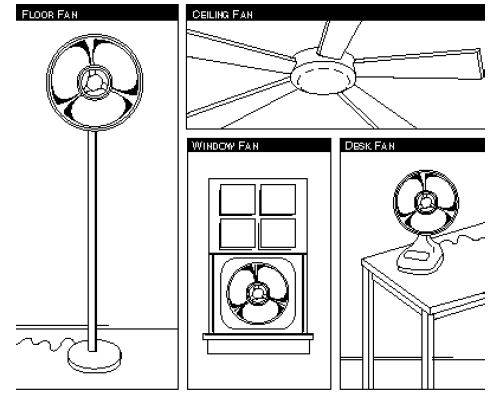 FLOOR FAN
CEILING FAN
WINDOW FAN
DESK FAN